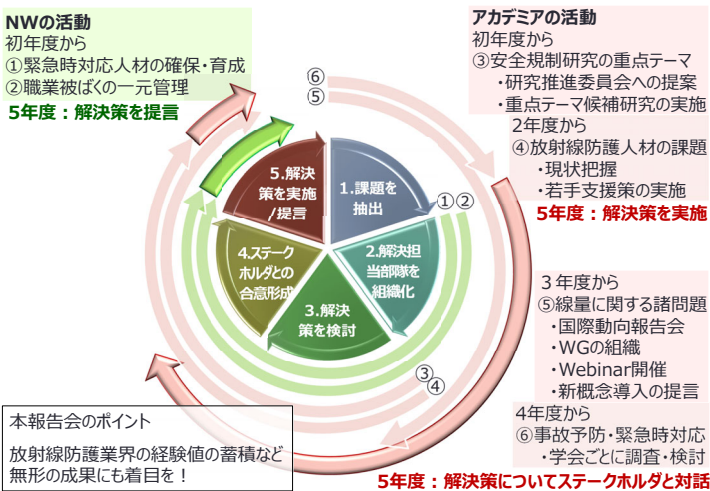 NWの活動
初年度から
①緊急時対応人材の確保・育成
②職業被ばくの一元管理
5年度：解決策を提言
アカデミアの活動
初年度から
③安全規制研究の重点テーマ
・研究推進委員会への提案
・重点テーマ候補研究の実施
2年度から
④放射線防護人材の課題
・現状把握
・若手支援策の実施
5年度：解決策を実施
３年度から
⑤線量に関する諸問題
・国際動向報告会
・WGの組織
・Webinar開催
・新概念導入の提言
4年度から
⑥事故予防・緊急時対応
・学会ごとに調査・検討
5年度：解決策についてステークホルダと対話
⑥
⑤
①②
③
④
1.課題を
抽出
2.解決担
当部隊を
組織化
3.解決
策を検討
4.ステーク
ホルダとの
合意形成
5.解決
策を実施
/提言
本報告会のポイント
放射線防護業界の経験値の蓄積など
無形の成果にも着目を！